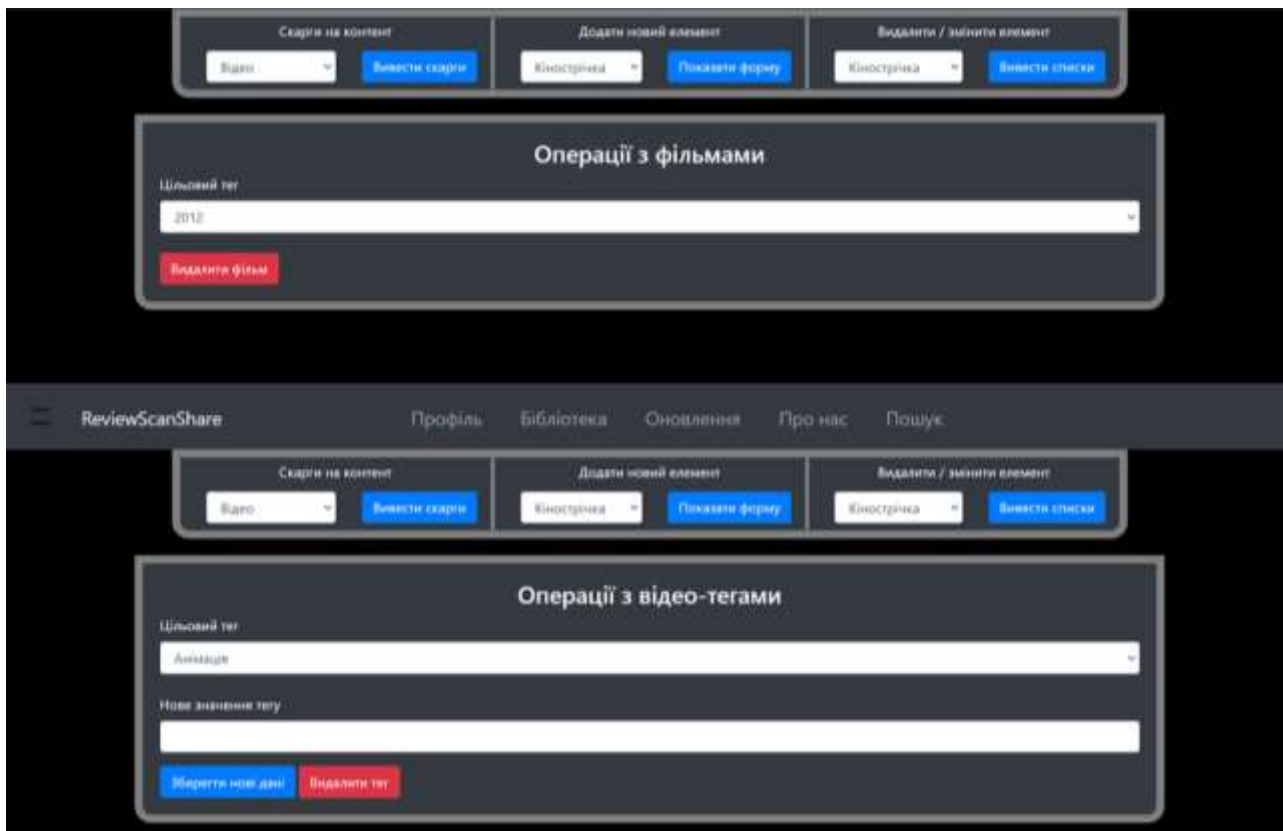 Скарги на контент Додати новий елемент Видалити / змінити елемент
Відео Вивести скарги Кінострічка Показати форму Кінострічка Вивести списки
Операції з фільмами
Цільовий тег
2012
Видалити фільм
ReviewScanShare Профіль Бібліотека Оновлення Про нас Пошук
Скарги на контент Додати новий елемент Видалити / змінити елемент
Відео Вивести скарги Кінострічка Показати форму Кінострічка Вивести списки
Операції з відео-тегами
Цільовий тег
Анімація
Нове значення тегу
Зберегти нові дані Видалити тег